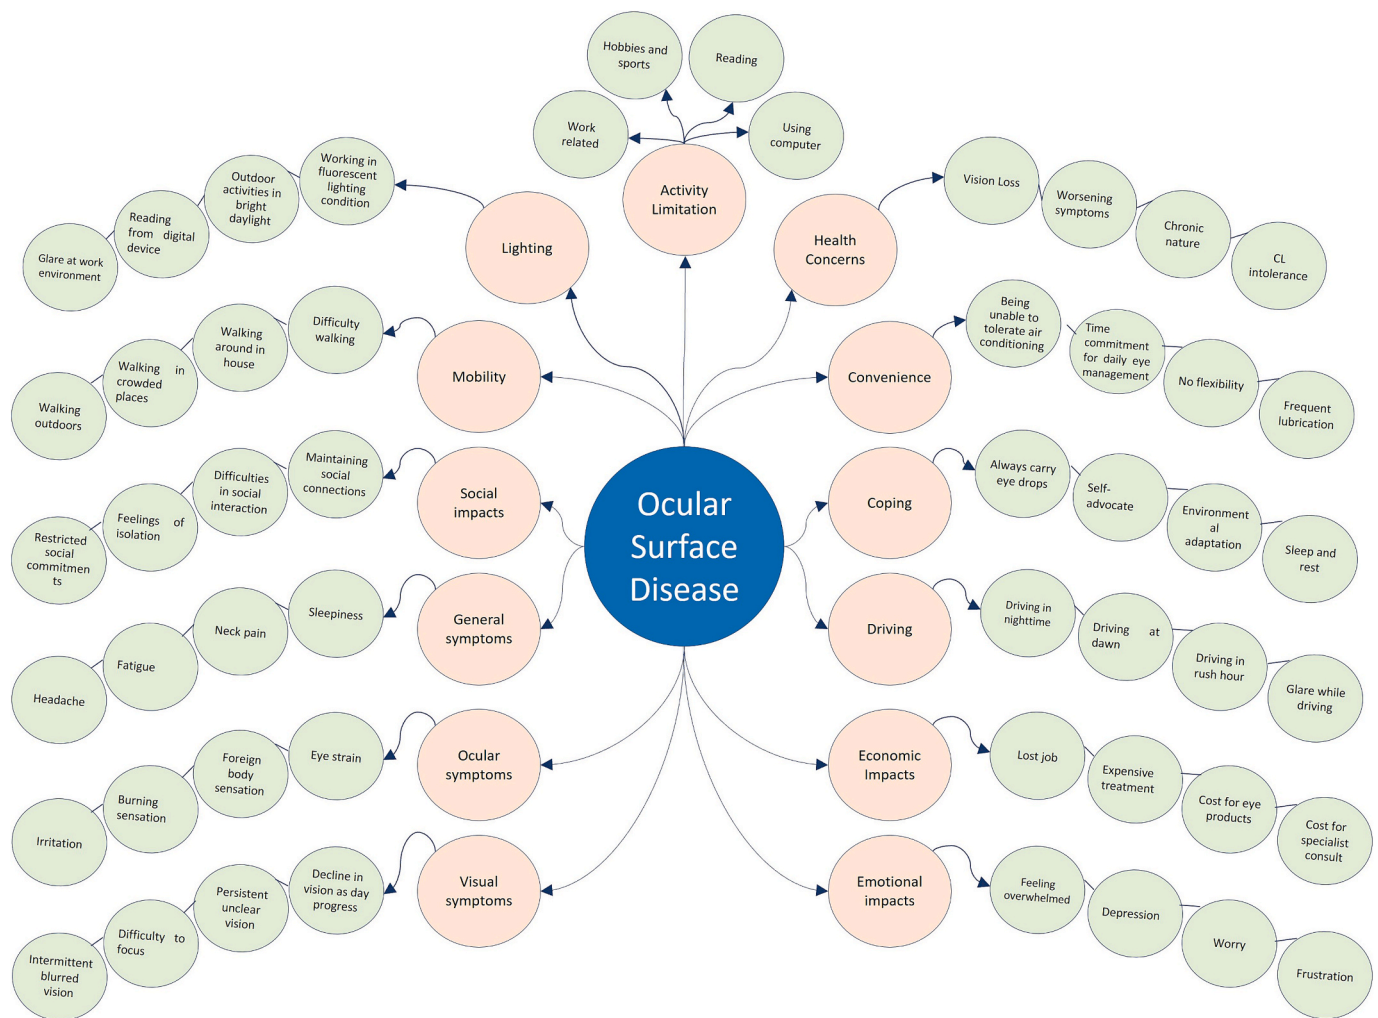 Hobbies and
sports
Reading
Work
related
Using
computer
Activity
Limitation
Working in
fluorescent
lighting
condition
Outdoor
activities in
bright
daylight
Reading
from digital
device
Glare at work
environment
Lighting
Health
Concerns
Vision Loss
Worsening
symptoms
Chronic
nature
CL
intolerance
Difficulty
walking
Walking
around in
house
Walking in
crowded
places
Walking
outdoors
Mobility
Convenience
Being
unable to
tolerate air
conditioning
Time
commitment
for daily eye
management
No flexibility
Frequent
lubrication
Maintaining
social
connections
Difficulties
in social
interaction
Feelings of
isolation
Restricted
social
commitme
nts
Social
impacts
Ocular
Surface
Disease
Coping
Always carry
eye drops
Self-
advocate
Environment
al
adaptation
Sleep and
rest
Sleepiness
Neck pain
Fatigue
Headache
General
symptoms
Driving
Driving in
nighttime
Driving at
dawn
Driving in
rush hour
Glare while
driving
Eye strain
Foreign
body
sensation
Burning
sensation
Irritation
Ocular
symptoms
Economic
Impacts
Lost job
Expensive
treatment
Cost for eye
products
Cost for
specialist
consult
Decline in
vision as day
progress
Persistent
unclear
vision
Difficulty to
focus
Intermittent
blurred
vision
Visual
symptoms
Emotional
impacts
Feeling
overwhelmed
Depression
Worry
Frustration